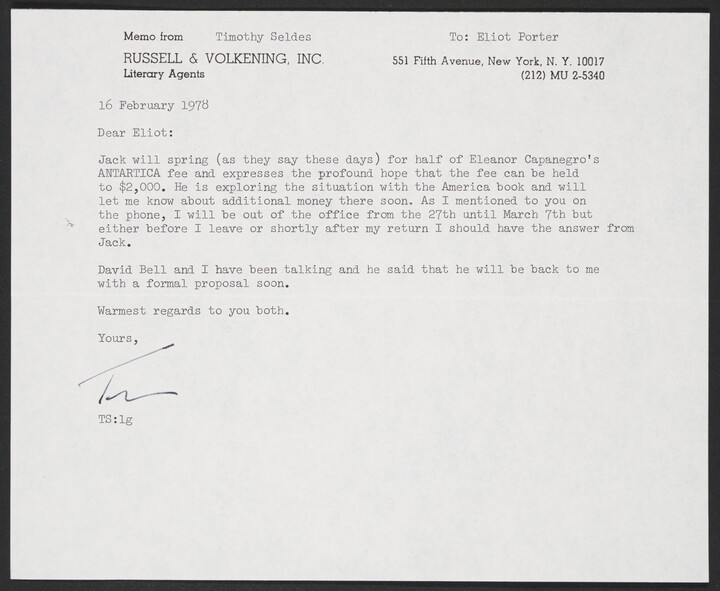 Memo from Timothy Seldes To: Eliot Porter
RUSSELL & VOLKENING, INC. 551 Fifth Avenue, New York, N. Y. 10017
Literary Agents (212) MU 2-5340
16 February 1978
Dear Eliot:
Jack will spring (as they say these days) for half of Eleanor Capanegro's
ANTARTICA fee and expresses the profound hope that the fee can be held
to $2,000. He is exploring the situation with the America book and will
let me know about additional money there soon. As I mentioned to you on
the phone, I will be out of the office from the 27th until March 7th but
either before I leave or shortly after my return I should have the answer from
Jack.
David Bell and I have been talking and he said that he will be back to me
with a formal proposal soon.
Warmest regards to you both.
Yours,
TS:lg